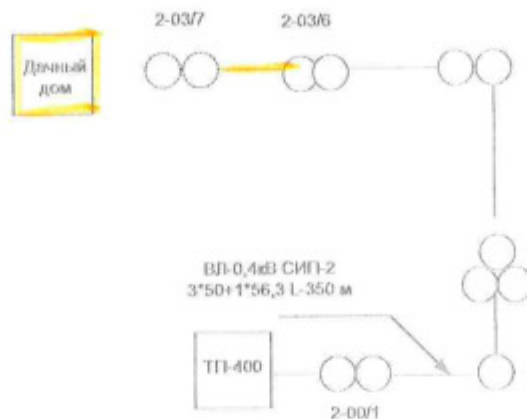 2-03/7
2-03/6
Дачный
дом
ВЛ-0,4кВ СИП-2
3*50+1*56,3 L-350 м
ТП-400
2-00/1